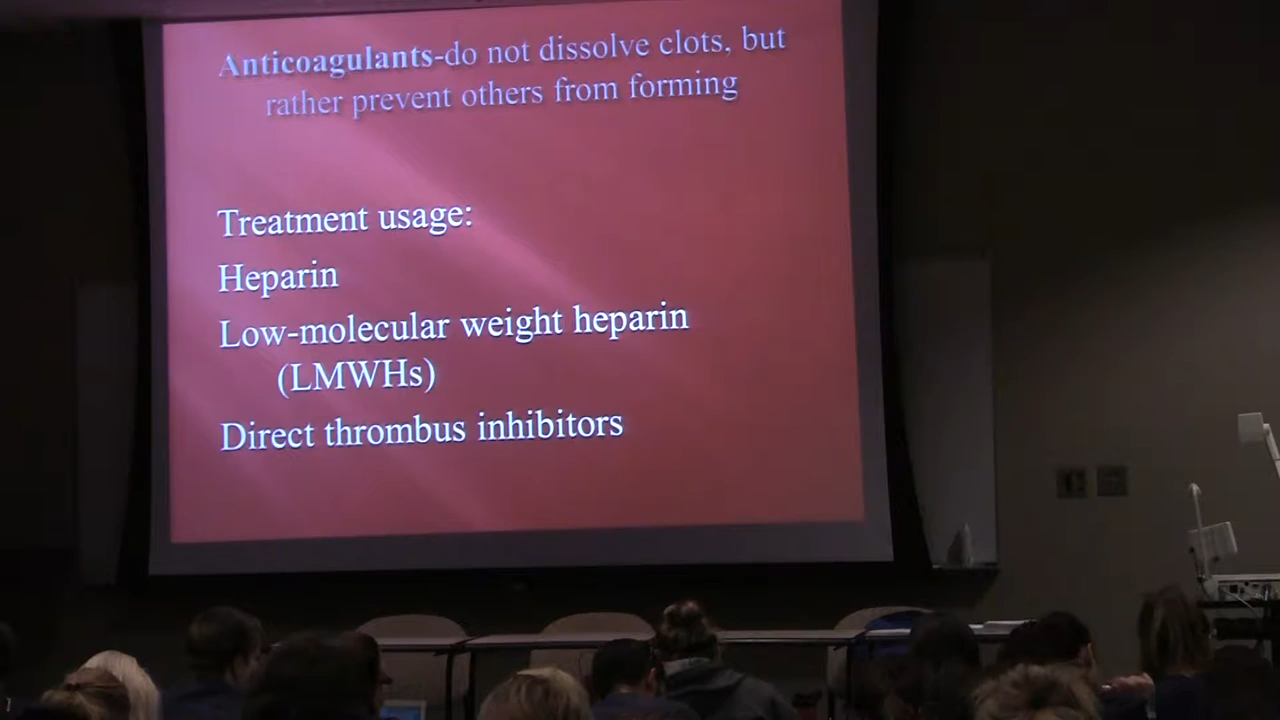 Anticoagulants-do not dissolve clots, but
rather prevent others from forming
Treatment usage:
Heparin
Low-molecular weight heparin
(LMWHs)
Direct thrombus inhibitors